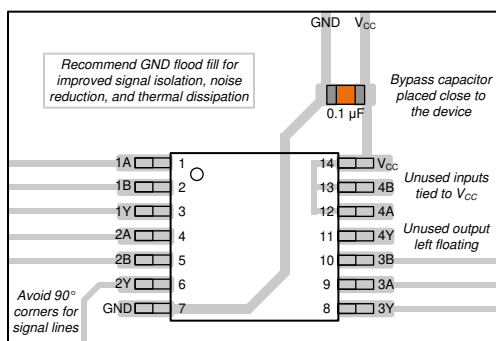 GND V_CC
Recommend GND flood fill for
improved signal isolation, noise
reduction, and thermal dissipation
Bypass capacitor
placed close to
the device
0.1 µF
1A 1 14 V_CC
1B 2 13 4B
1Y 3 12 4A
2A 4 11 4Y
2B 5 10 3B
2Y 6 9 3A
GND 7 8 3Y
Unused inputs
tied to V_CC
Unused output
left floating
Avoid 90°
corners for
signal lines